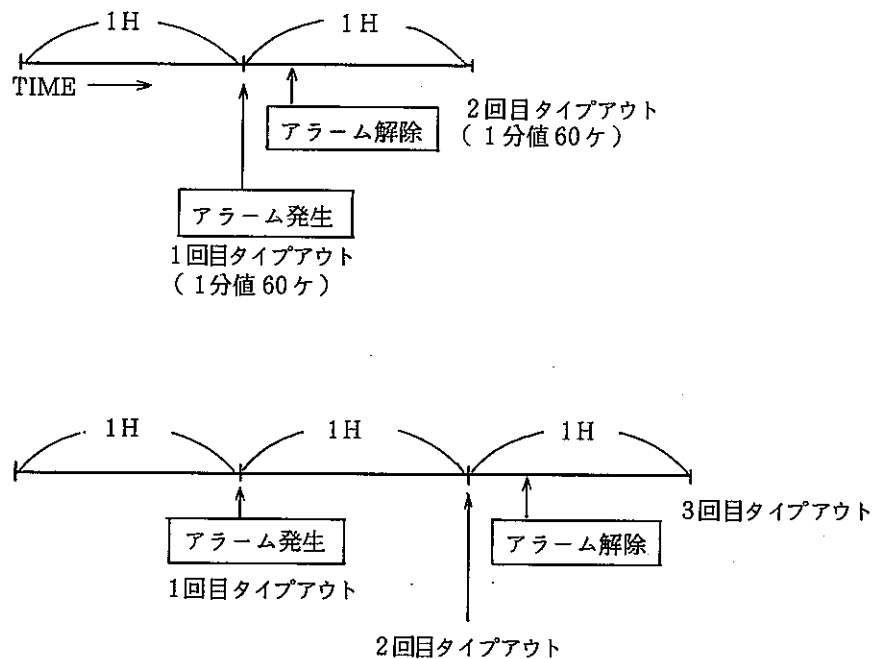 1H 1H
TIME
アラーム解除
2回目タイプアウト
(1分値60ケ)
アラーム発生
1回目タイプアウト
(1分値60ケ)
1H 1H 1H
アラーム発生
1回目タイプアウト
アラーム解除
3回目タイプアウト
2回目タイプアウト